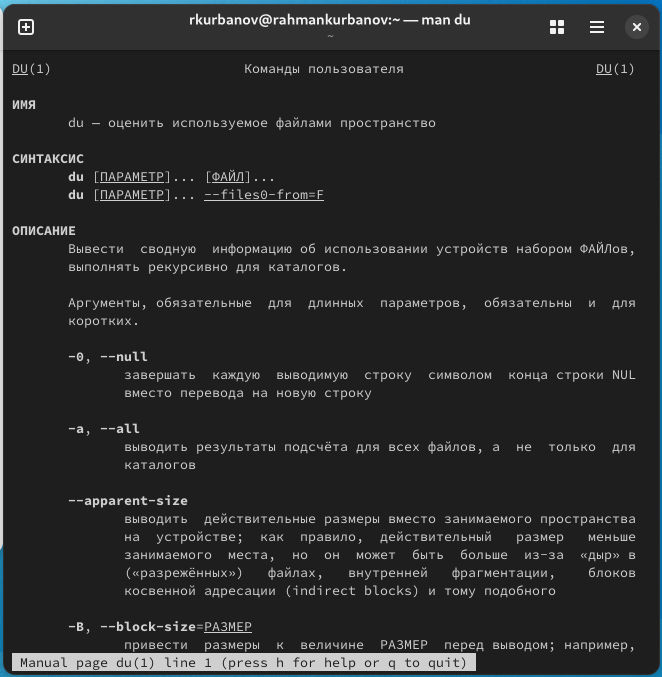 rkurbanov@rahmankurbanov:~ — man du
~
DU(1) Команды пользователя DU(1)
ИМЯ
du — оценить используемое файлами пространство
СИНТАКСИС
du [ПАРАМЕТР]... [ФАЙЛ]...
du [ПАРАМЕТР]... --files0-from=F
ОПИСАНИЕ
Вывести сводную информацию об использовании устройств набором ФАЙЛов,
выполнять рекурсивно для каталогов.
Аргументы, обязательные для длинных параметров, обязательны и для
коротких.
-0, --null
завершать каждую выводимую строку символом конца строки NUL
вместо перевода на новую строку
-a, --all
выводить результаты подсчёта для всех файлов, а не только для
каталогов
--apparent-size
выводить действительные размеры вместо занимаемого пространства
на устройстве; как правило, действительный размер меньше
занимаемого места, но он может быть больше из-за «дыр» в
(«разрежённых») файлах, внутренней фрагментации, блоков
косвенной адресации (indirect blocks) и тому подобного
-B, --block-size=РАЗМЕР
привести размеры к величине РАЗМЕР перед выводом; например,
Manual page du(1) line 1 (press h for help or q to quit)